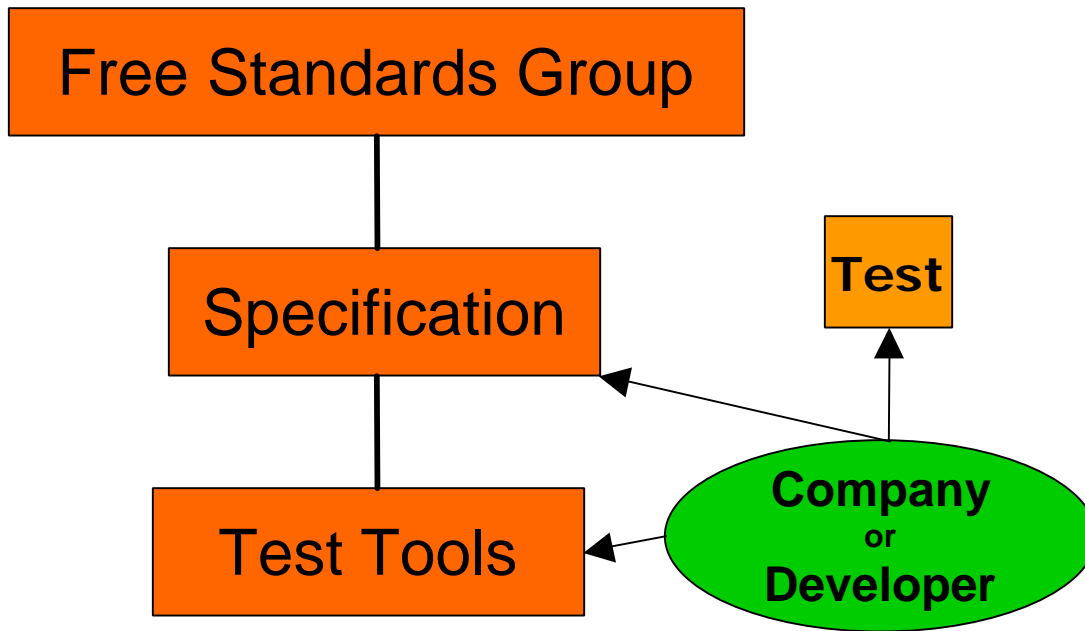 Free Standards Group
Specification
Test
Test Tools
Company
or
Developer